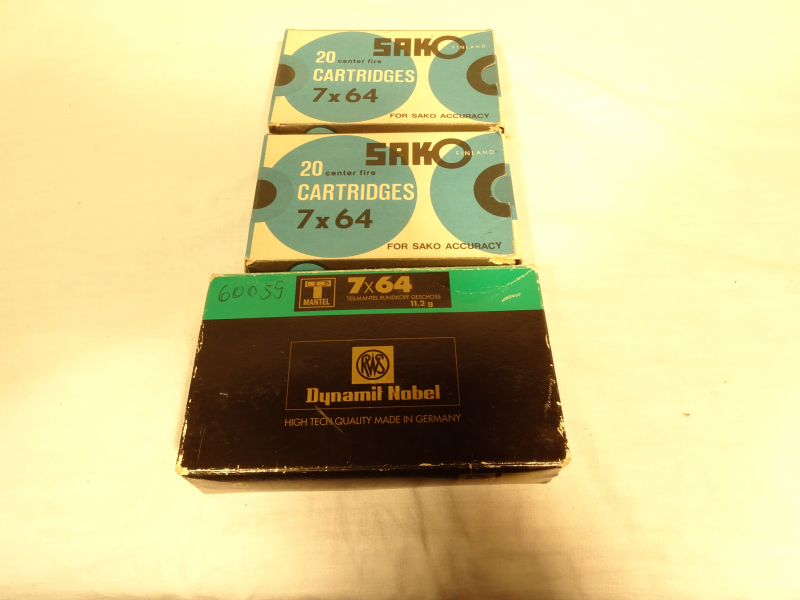 SAKO FINLAND
20 center fire
CARTRIDGES
7x64
FOR SAKO ACCURACY
SAKO FINLAND
20 center fire
CARTRIDGES
7x64
FOR SAKO ACCURACY
60059
T
MANTEL
7x64
TEILMANTEL RUNDKOPF GESCHOSS
11,2 g
RWS
Dynamit Nobel
HIGH TECH QUALITY MADE IN GERMANY